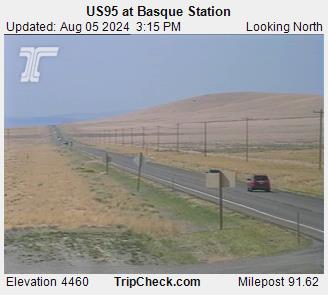 US95 at Basque Station
Updated: Aug 05 2024 3:15 PM Looking North
Elevation 4460 TripCheck.com Milepost 91.62